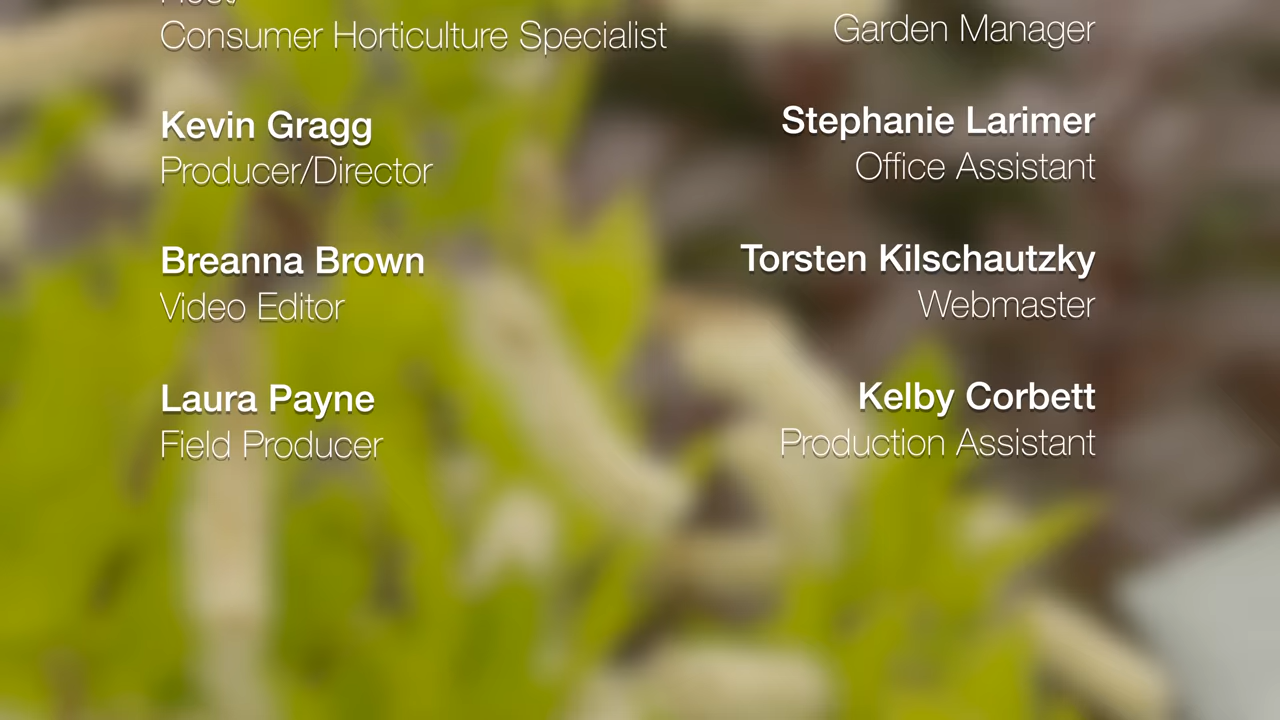 Consumer Horticulture Specialist
Kevin Gragg
Producer/Director
Breanna Brown
Video Editor
Laura Payne
Field Producer
Garden Manager
Stephanie Larimer
Office Assistant
Torsten Kilschautzky
Webmaster
Kelby Corbett
Production Assistant